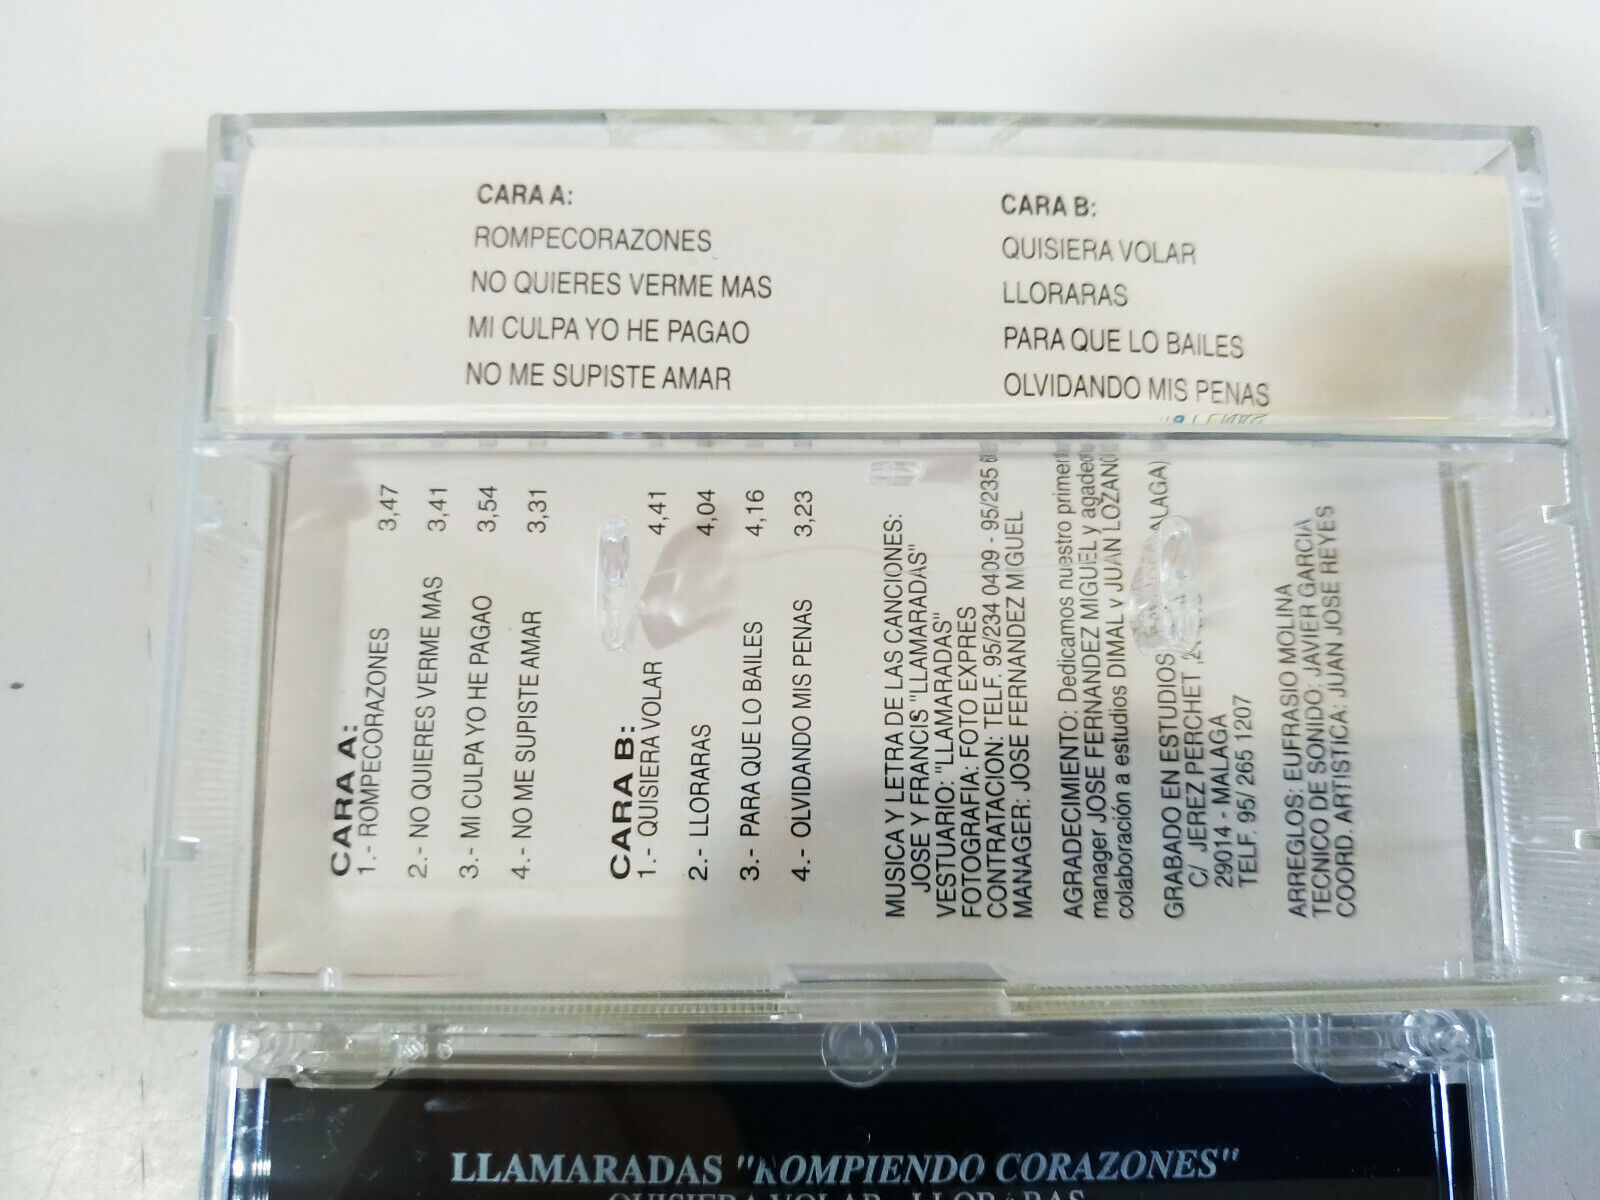 CARA A:
ROMPECORAZONES
NO QUIERES VERME MAS
MI CULPA YO HE PAGAO
NO ME SUPISTE AMAR
CARA B:
QUISIERA VOLAR
LLORARAS
PARA QUE LO BAILES
OLVIDANDO MIS PENAS
CARA A:
1.- ROMPECORAZONES 3,47
2.- NO QUIERES VERME MAS 3,41
3.- MI CULPA YO HE PAGAO 3,54
4.- NO ME SUPISTE AMAR 3,31
CARA B:
1.- QUISIERA VOLAR 4,41
2.- LLORARAS 4,04
3.- PARA QUE LO BAILES 4,16
4.- OLVIDANDO MIS PENAS 3,23
MUSICA Y LETRA DE LAS CANCIONES:
JOSE Y FRANCIS "LLAMARADAS"
VESTUARIO: "LLAMARADAS"
FOTOGRAFIA: FOTO EXPRES
CONTRATACION: TELF. 95/234 0409 - 95/235
MANAGER: JOSE FERNANDEZ MIGUEL
AGRADECIMIENTO: Dedicamos nuestro
manager JOSE FERNANDEZ MIGUEL y
colaboración a estudios DIMAL y JUAN LOZANO
GRABADO EN ESTUDIOS
C/ JEREZ PERCHET
29014 - MALAGA
TELF. 95/ 265 1207
ARREGLOS: EUFRASIO MOLINA
TECNICO DE SONIDO: JAVIER GARCIA
COORD. ARTISTICA: JUAN JOSE REYES
LLAMARADAS "ROMPIENDO CORAZONES"
QUISIERA VOLAR - LLORARAS